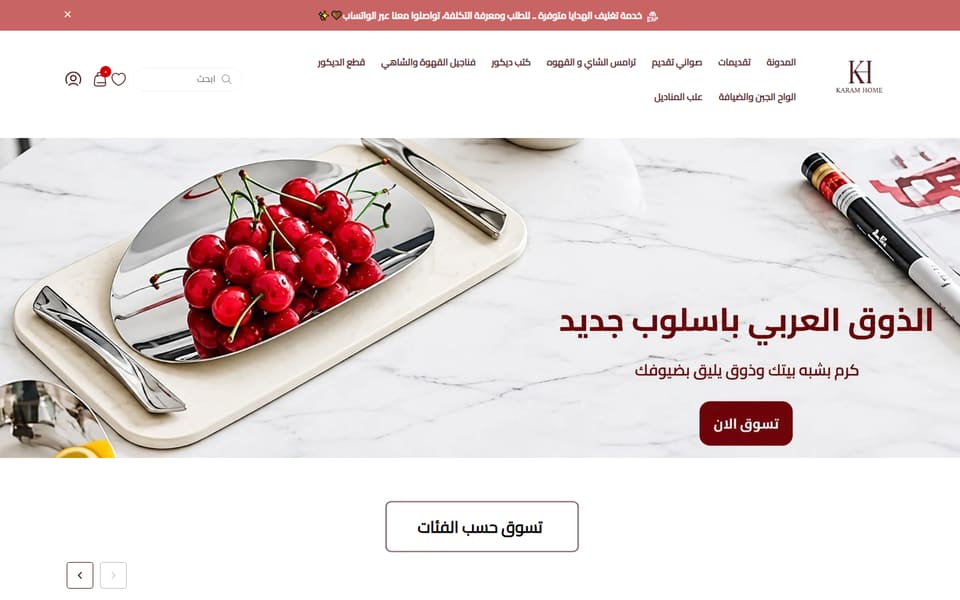 خدمة تغليف الهدايا متوفرة .. للطلب ومعرفة التكلفة، تواصلوا معنا عبر الواتساب
KH
KARAM HOME
المدونة تقديمات صواني تقديم ترامس الشاي و القهوه كتب ديكور فناجيل القهوة والشاهي قطع الديكور
الواح الجبن والضيافة علب المناديل
ابحث
الذوق العربي باسلوب جديد
كرم يشبه بيتك وذوق يليق بضيوفك
تسوق الان
تسوق حسب الفئات